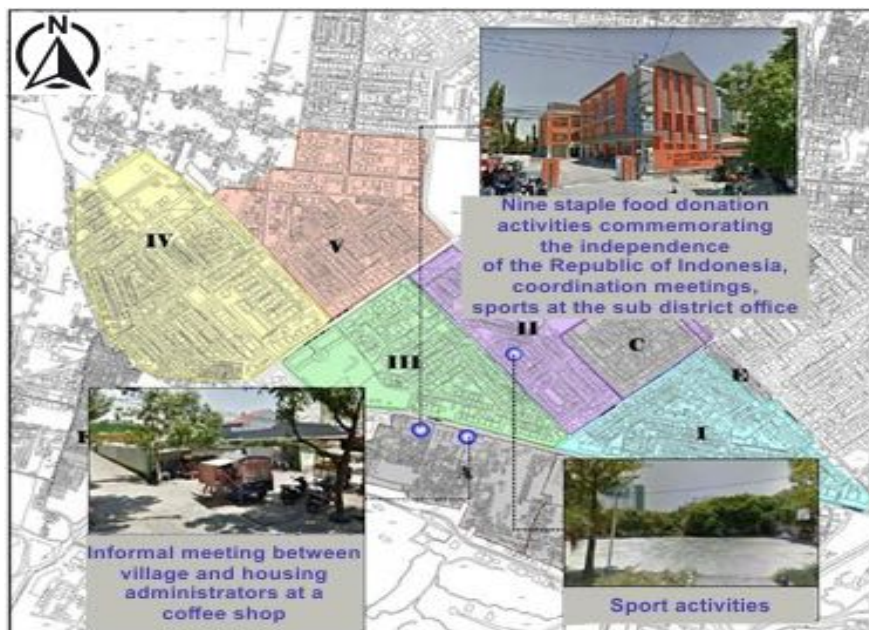 N
Nine staple food donation
activities commemorating
the independence
of the Republic of Indonesia,
coordination meetings,
sports at the sub district office
IV
V
II
C
III
E
I
Informal meeting between
village and housing
administrators at a
coffee shop
Sport activities